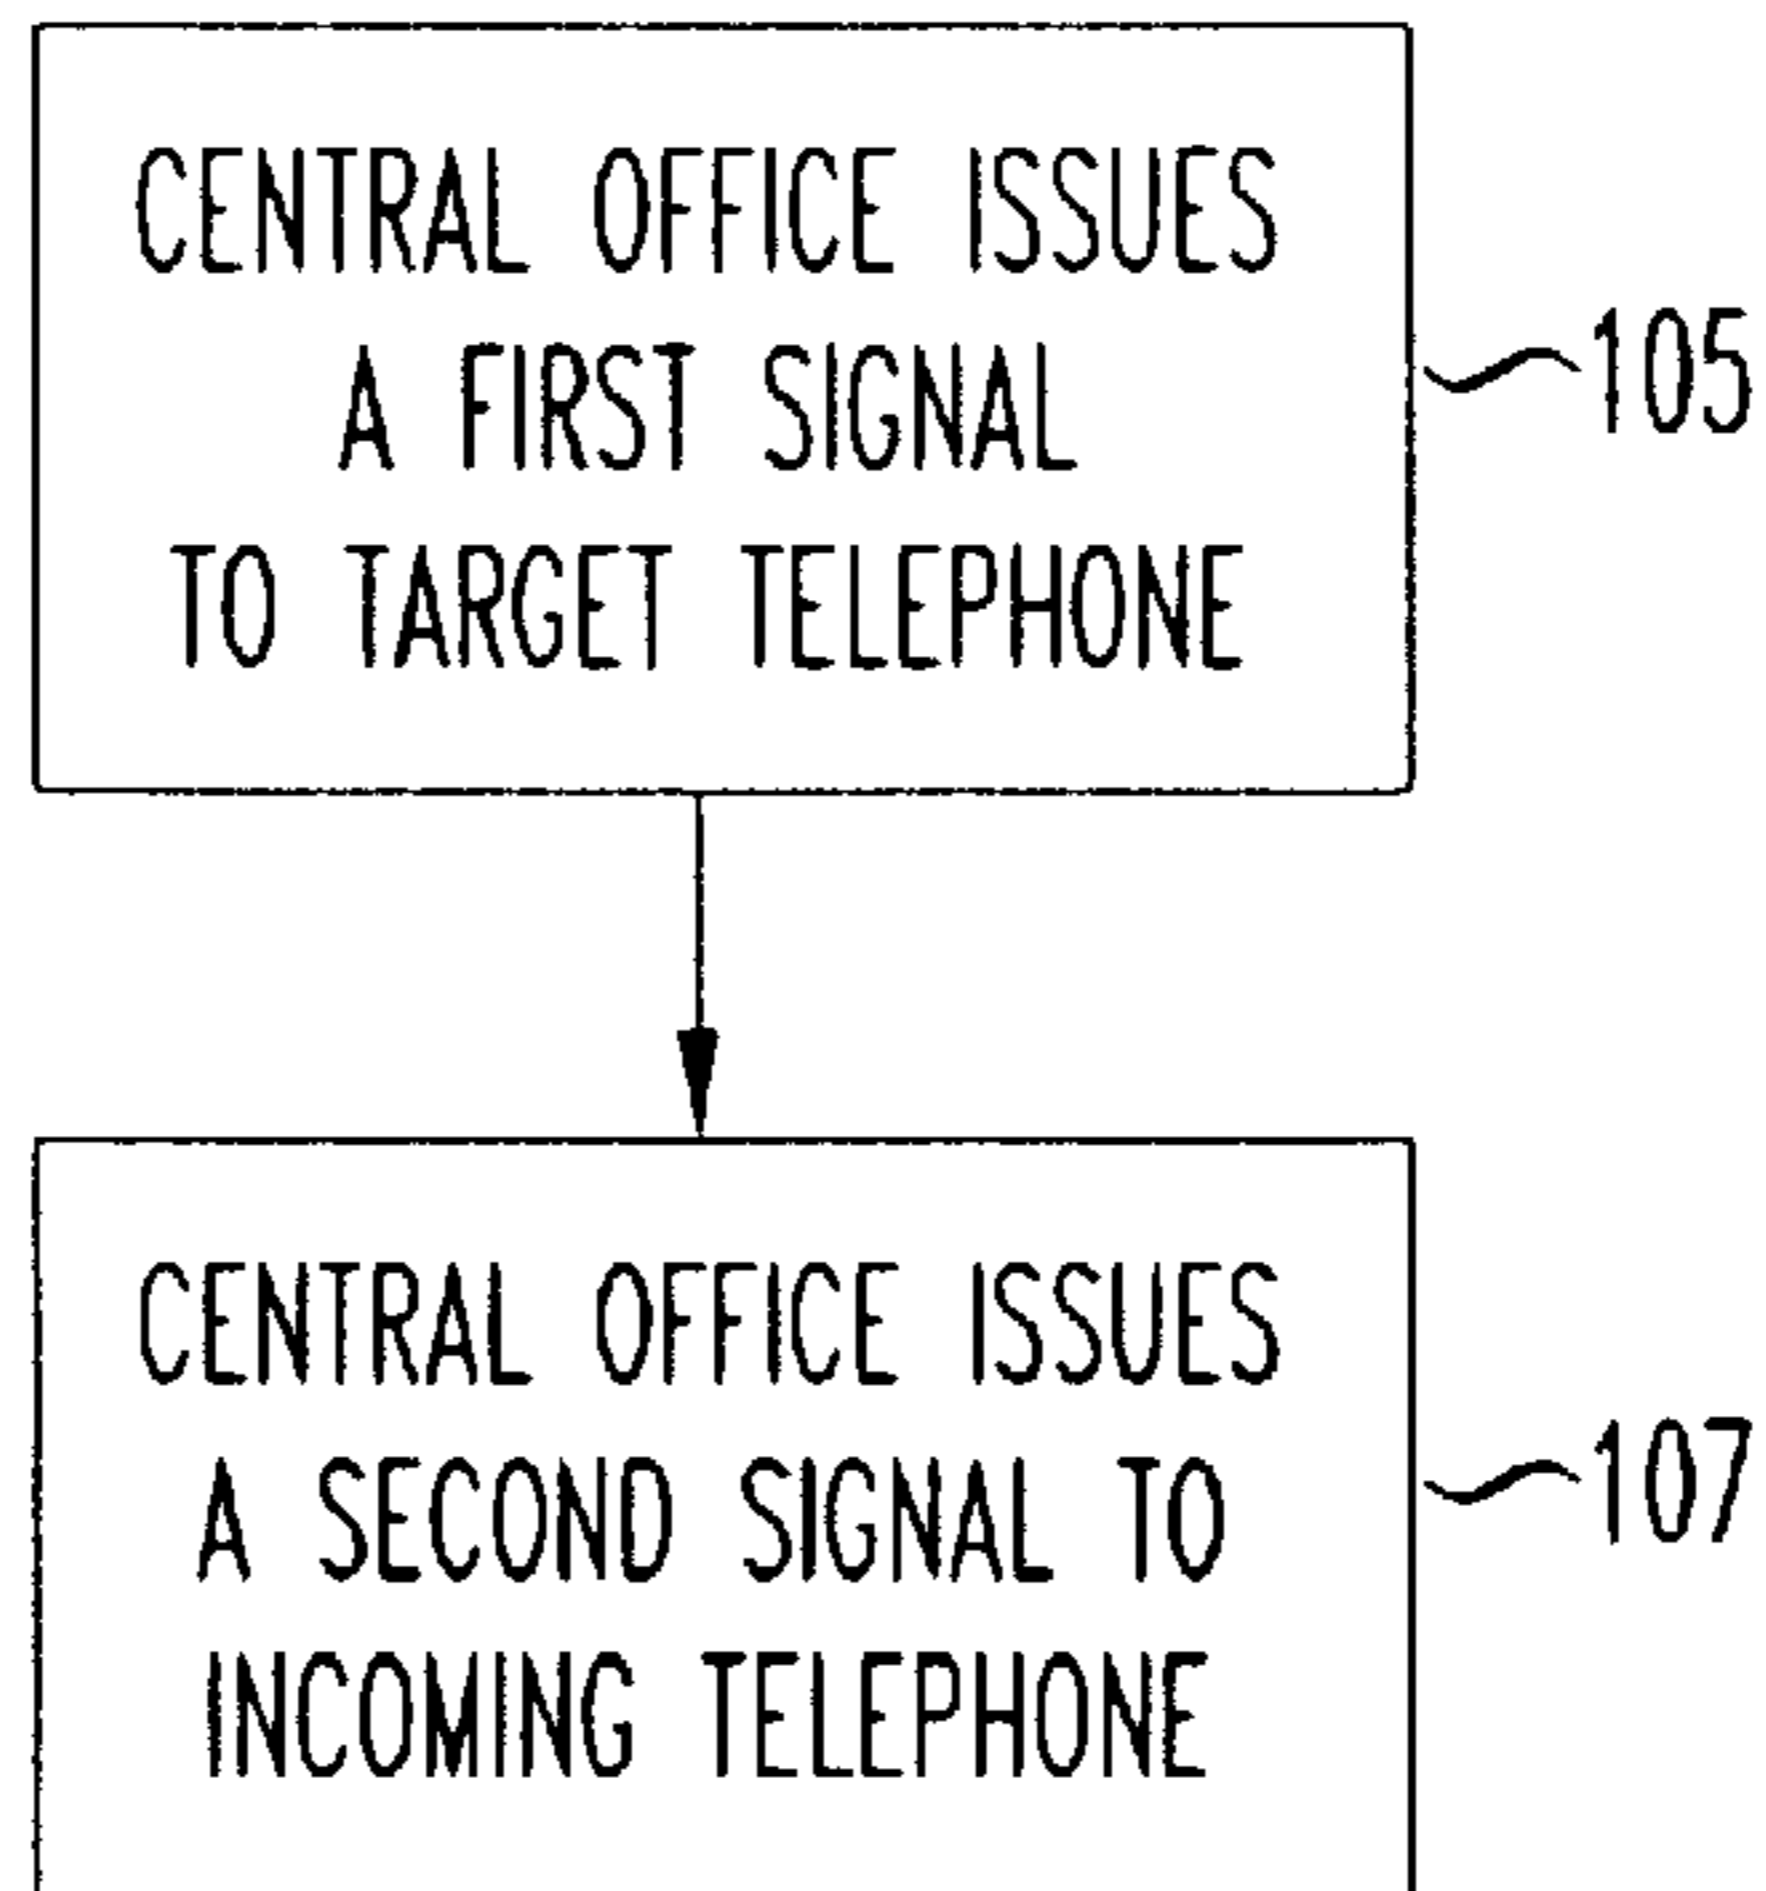 CENTRAL OFFICE ISSUES
A FIRST SIGNAL
TO TARGET TELEPHONE
105
CENTRAL OFFICE ISSUES
A SECOND SIGNAL TO
INCOMING TELEPHONE
107